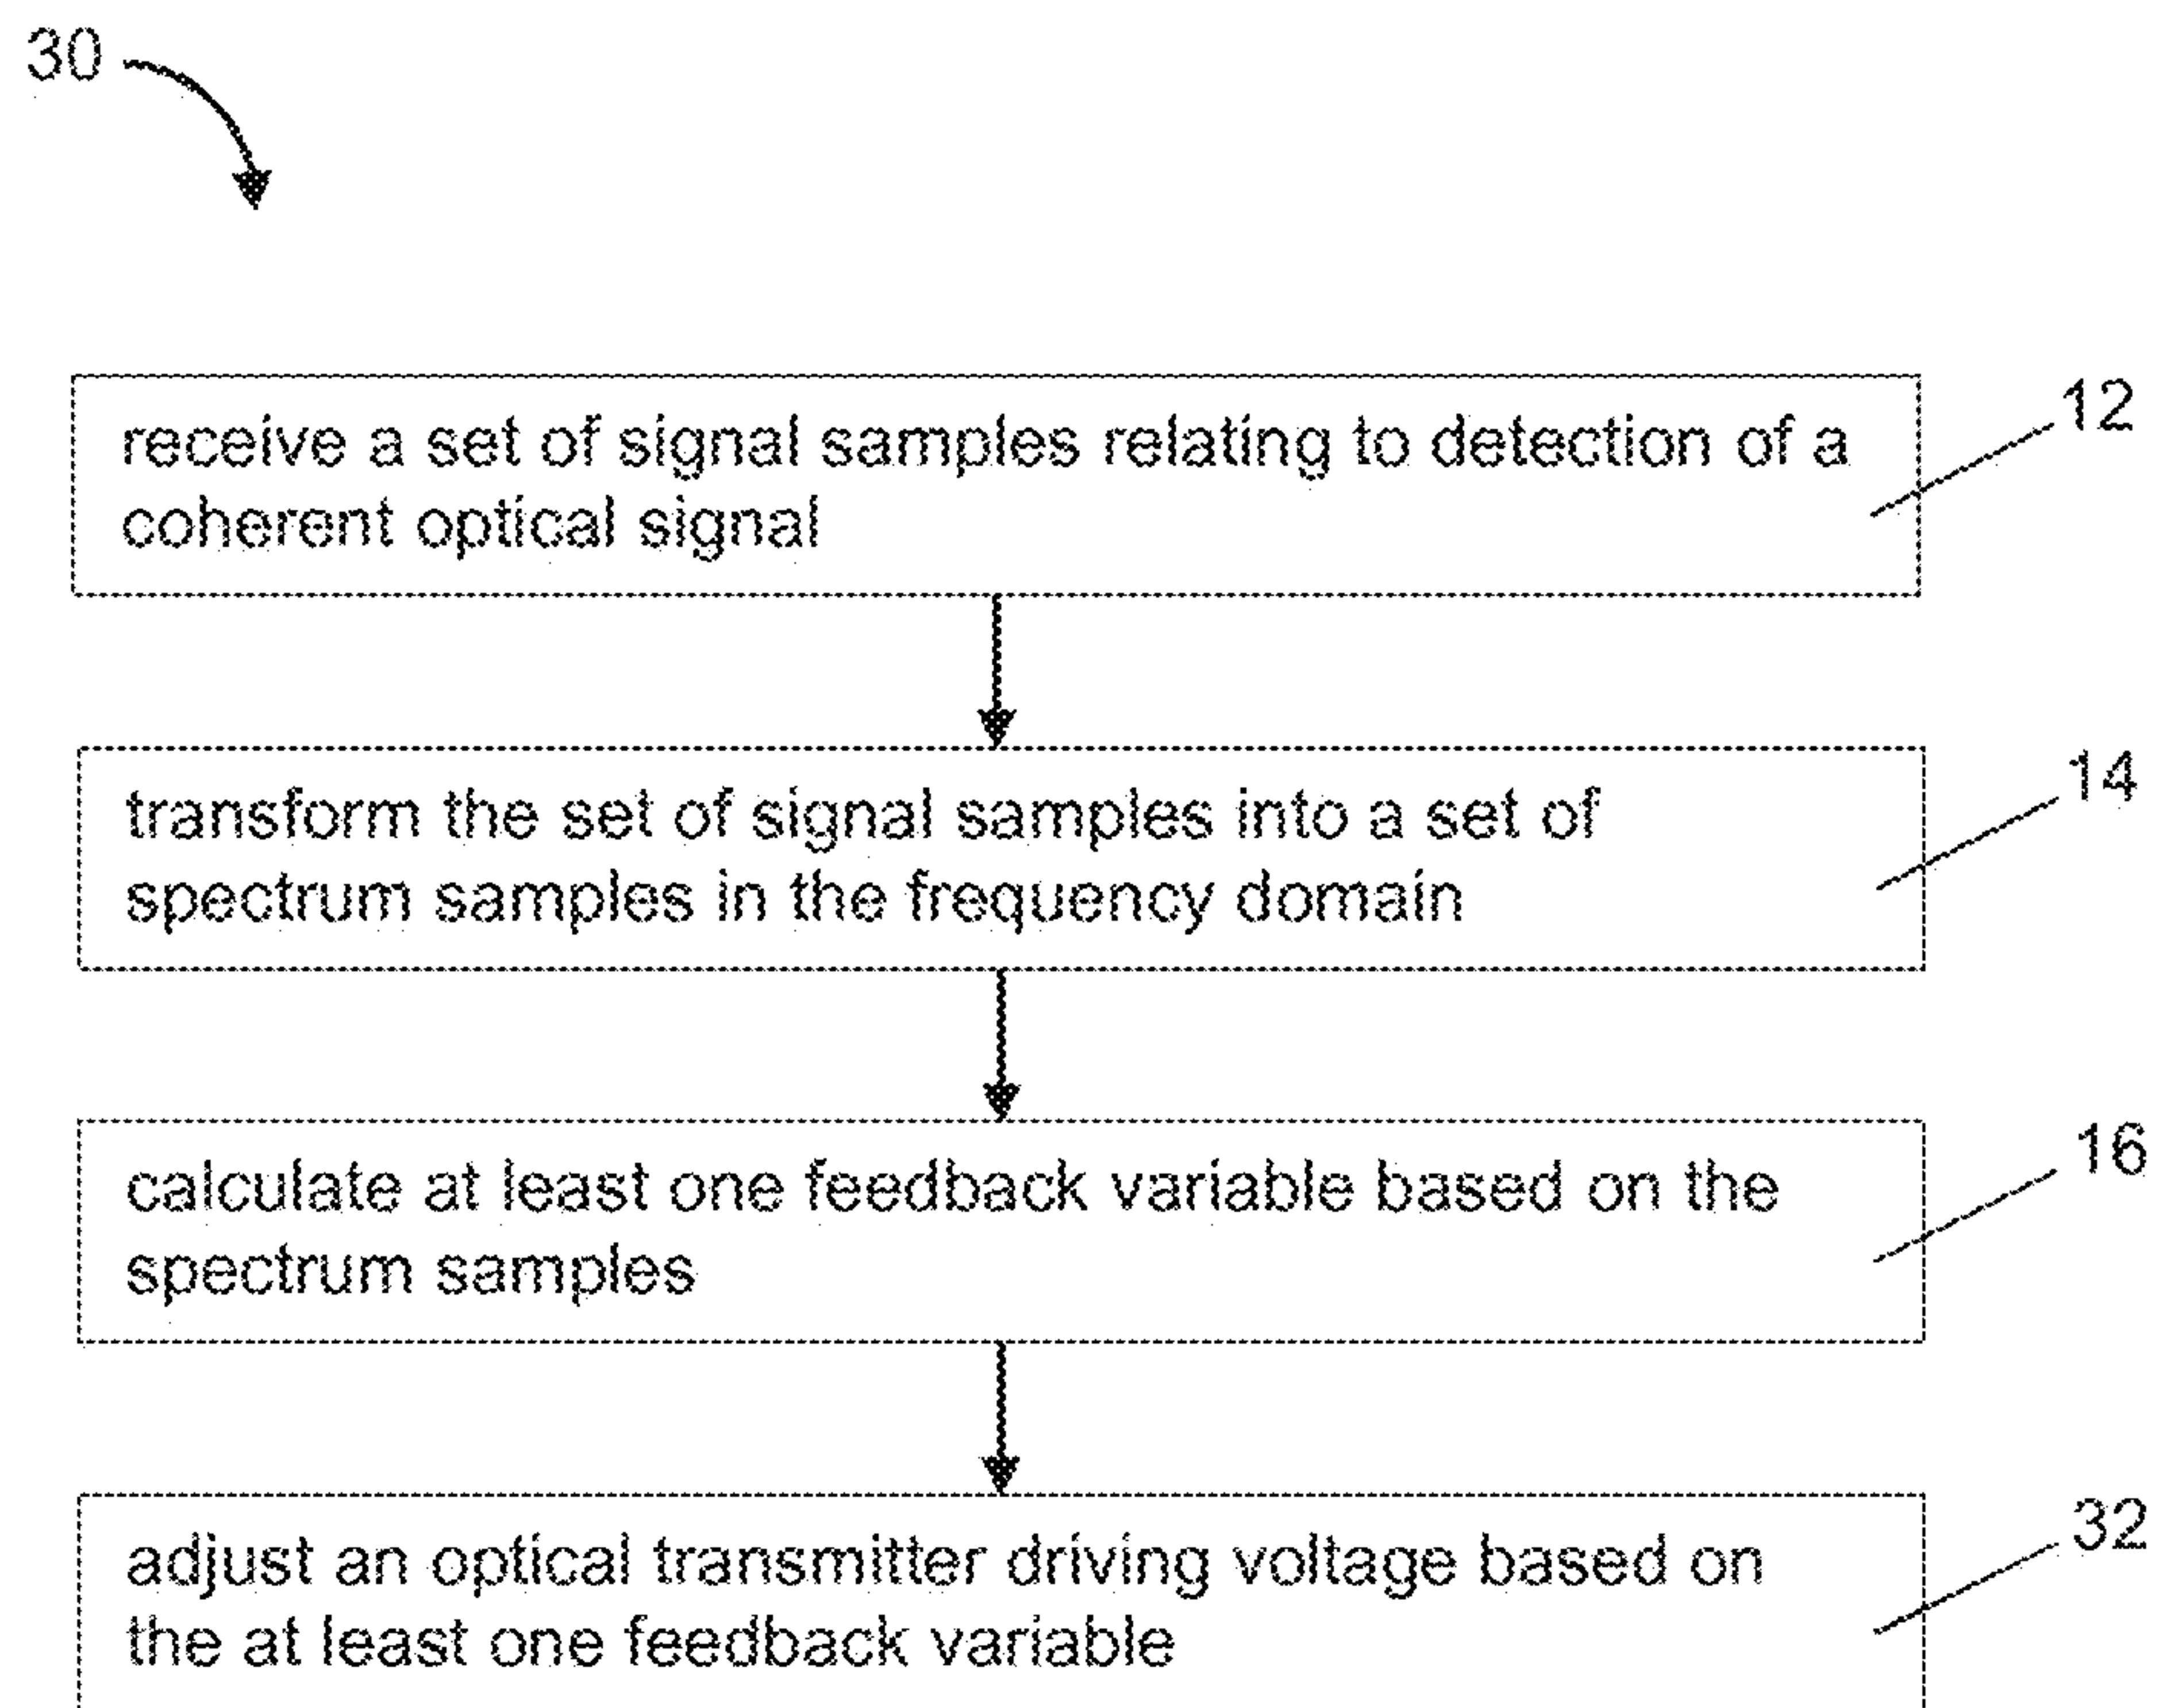 30
receive a set of signal samples relating to detection of a
coherent optical signal
12
transform the set of signal samples into a set of
spectrum samples in the frequency domain
14
calculate at least one feedback variable based on the
spectrum samples
16
adjust an optical transmitter driving voltage based on
the at least one feedback variable
32